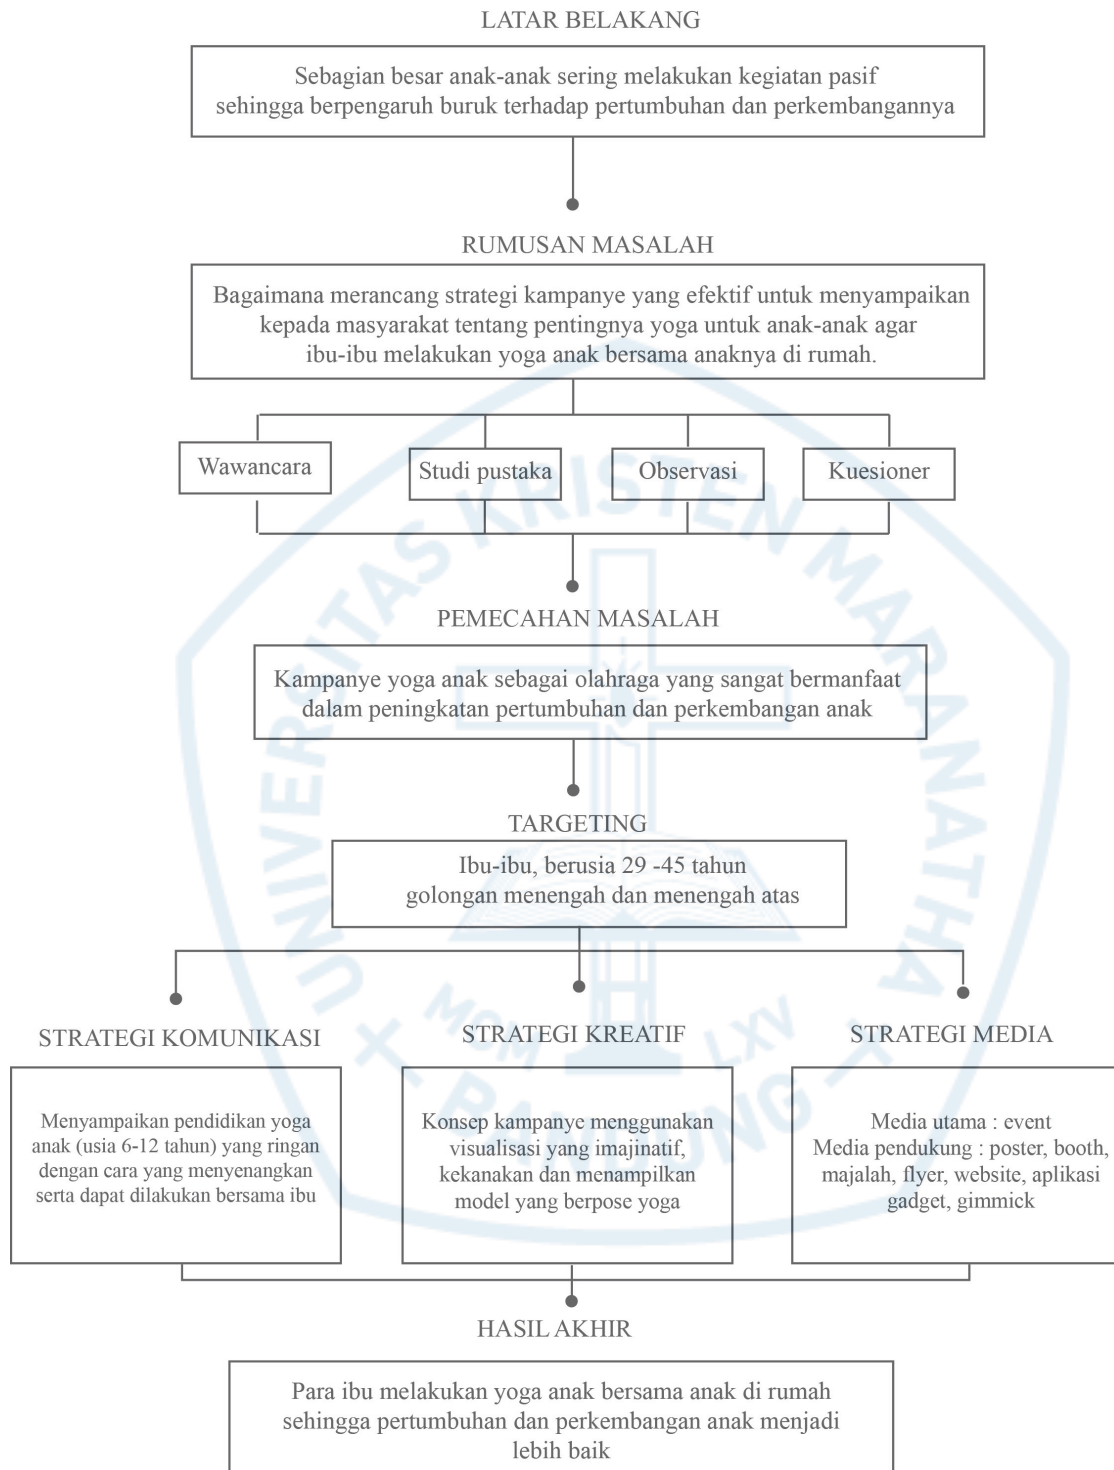 LATAR BELAKANG
Sebagian besar anak-anak sering melakukan kegiatan pasif
sehingga berpengaruh buruk terhadap pertumbuhan dan perkembangannya
RUMUSAN MASALAH
Bagaimana merancang strategi kampanye yang efektif untuk menyampaikan
kepada masyarakat tentang pentingnya yoga untuk anak-anak agar
ibu-ibu melakukan yoga anak bersama anaknya di rumah.
Wawancara
Studi pustaka
Observasi
Kuesioner
PEMECAHAN MASALAH
Kampanye yoga anak sebagai olahraga yang sangat bermanfaat
dalam peningkatan pertumbuhan dan perkembangan anak
TARGETING
Ibu-ibu, berusia 29 -45 tahun
golongan menengah dan menengah atas
STRATEGI KOMUNIKASI
Menyampaikan pendidikan yoga
anak (usia 6-12 tahun) yang ringan
dengan cara yang menyenangkan
serta dapat dilakukan bersama ibu
STRATEGI KREATIF
Konsep kampanye menggunakan
visualisasi yang imajinatif,
kekanakan dan menampilkan
model yang berpose yoga
STRATEGI MEDIA
Media utama : event
Media pendukung : poster, booth,
majalah, flyer, website, aplikasi
gadget, gimmick
HASIL AKHIR
Para ibu melakukan yoga anak bersama anak di rumah
sehingga pertumbuhan dan perkembangan anak menjadi
lebih baik
UNIVERSITAS KRISTEN MARANATHA
MCM LXV
BANDUNG